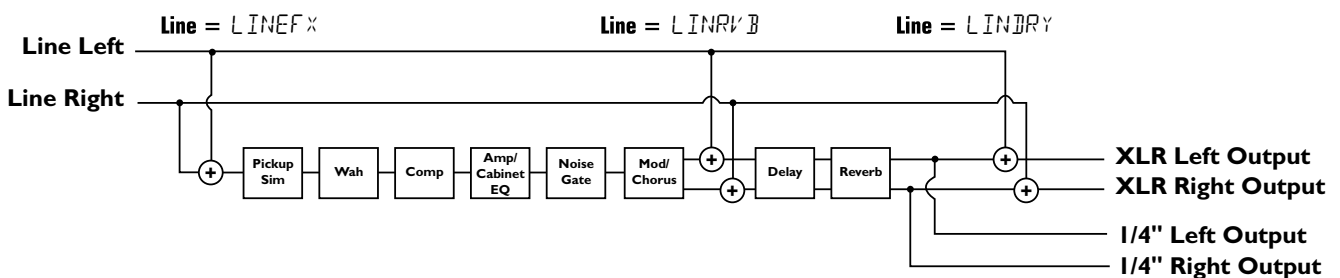 Line = LINEFX Line = LINRVB Line = LINDRY
Line Left
Line Right
Pickup Sim
Wah
Comp
Amp/ Cabinet EQ
Noise Gate
Mod/ Chorus
Delay
Reverb
+
+
+
+
+
XLR Left Output
XLR Right Output
1/4" Left Output
1/4" Right Output